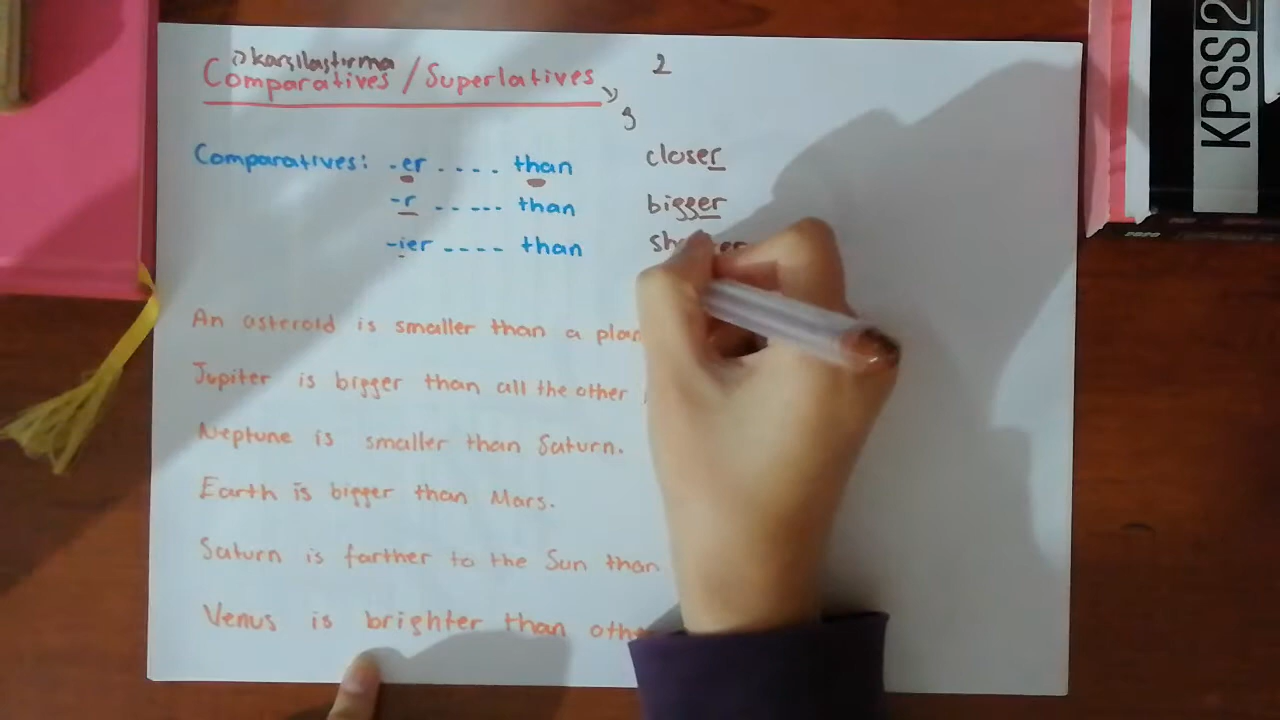 karşılaştırma
Comparatives / Superlatives
2
3
Comparatives: -er .... than
closer
-r ..... than
bigger
-ier .... than
An asteroid is smaller than a
Jupiter is bigger than all the other
Neptune is smaller than Saturn.
Earth is bigger than Mars.
Saturn is farther to the Sun than
Venus is brighter than
KPSS